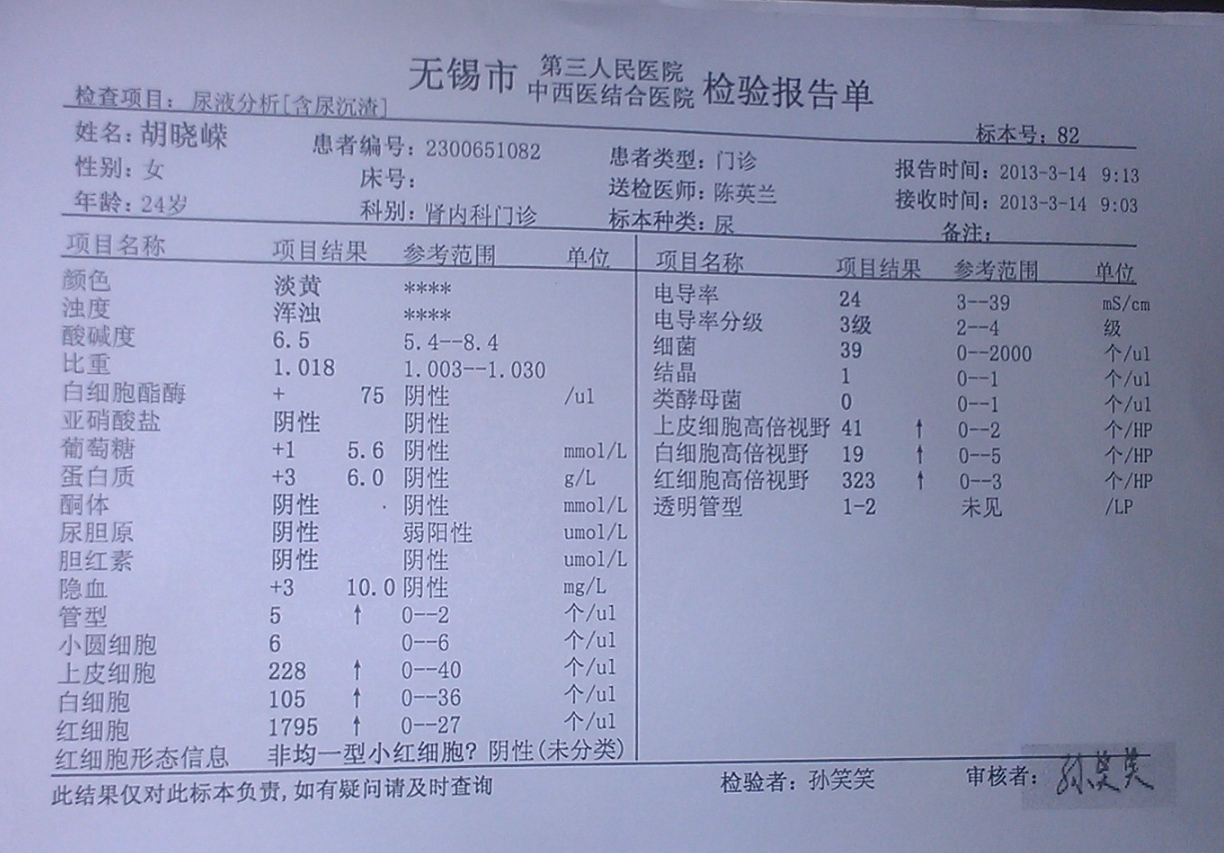 无锡市 第三人民医院 中西医结合医院 检验报告单
检查项目: 尿液分析[含尿沉渣]
标本号: 82
姓名: 胡晓嵘 患者编号: 2300651082 患者类型: 门诊 报告时间: 2013-3-14 9:13
性别: 女 床号: 送检医师: 陈英兰 接收时间: 2013-3-14 9:03
年龄: 24岁 科别: 肾内科门诊 标本种类: 尿 备注:
项目名称 项目结果 参考范围 单位
颜色 淡黄 ****
浊度 浑浊 ****
酸碱度 6.5 5.4--8.4
比重 1.018 1.003--1.030
白细胞酯酶 + 75 阴性 /ul
亚硝酸盐 阴性 阴性
葡萄糖 +1 5.6 阴性 mmol/L
蛋白质 +3 6.0 阴性 g/L
酮体 阴性 阴性 mmol/L
尿胆原 阴性 弱阳性 umol/L
胆红素 阴性 阴性 umol/L
隐血 +3 10.0 阴性 mg/L
管型 5 ↑ 0--2 个/ul
小圆细胞 6 0--6 个/ul
上皮细胞 228 ↑ 0--40 个/ul
白细胞 105 ↑ 0--36 个/ul
红细胞 1795 ↑ 0--27 个/ul
红细胞形态信息 非均一型小红细胞? 阴性(未分类)
项目名称 项目结果 参考范围 单位
电导率 24 3--39 mS/cm
电导率分级 3级 2--4 级
细菌 39 0--2000 个/ul
结晶 1 0--1 个/ul
类酵母菌 0 0--1 个/ul
上皮细胞高倍视野 41 ↑ 0--2 个/HP
白细胞高倍视野 19 ↑ 0--5 个/HP
红细胞高倍视野 323 ↑ 0--3 个/HP
透明管型 1-2 未见 /LP
此结果仅对此标本负责,如有疑问请及时查询 检验者: 孙笑笑 审核者: 孙笑笑